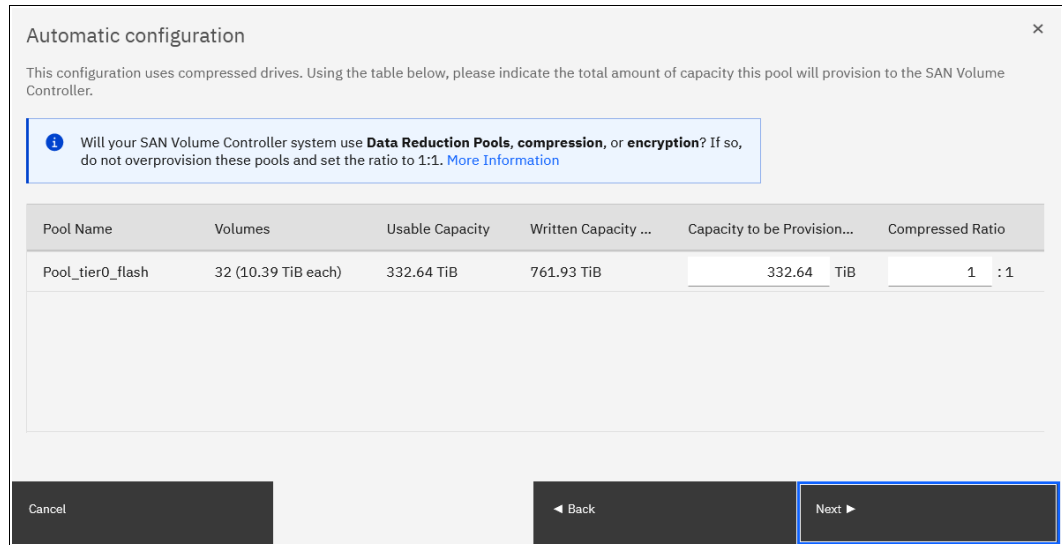 Automatic configuration
×
This configuration uses compressed drives. Using the table below, please indicate the total amount of capacity this pool will provision to the SAN Volume
Controller.
Will your SAN Volume Controller system use Data Reduction Pools, compression, or encryption? If so,
do not overprovision these pools and set the ratio to 1:1. More Information
Pool Name Volumes Usable Capacity Written Capacity ... Capacity to be Provision... Compressed Ratio
Pool_tier0_flash 32 (10.39 TiB each) 332.64 TiB 761.93 TiB 332.64 TiB 1 :1
Cancel ◄ Back Next ►